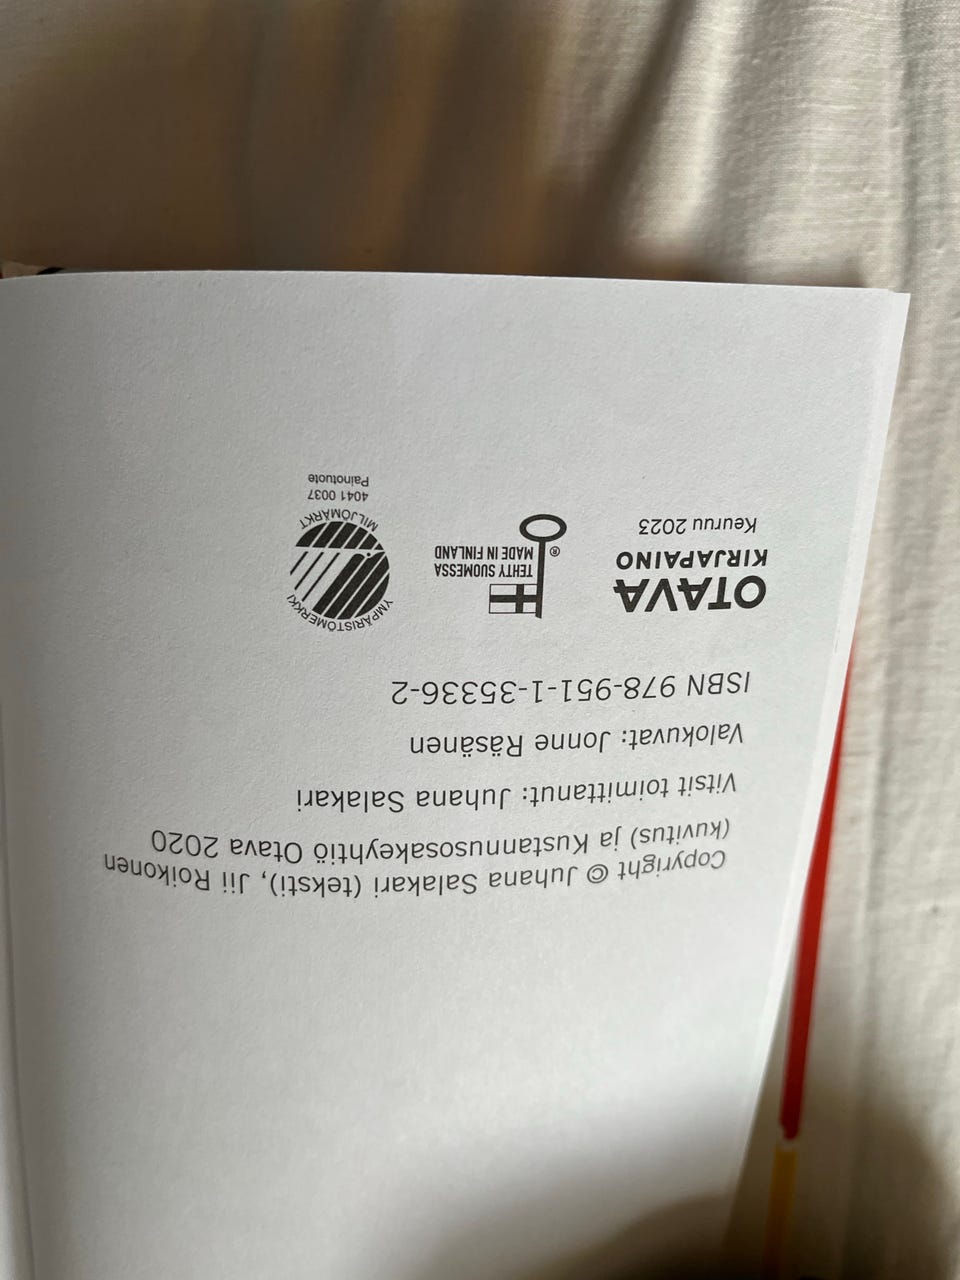 Copyright © Juhana Salakari (teksti), Jii Roikonen
(kuvitus) ja Kustannusosakeyhtiö Otava 2020
Vitsit toimittanut: Juhana Salakari
Valokuvat: Jonne Räsänen
ISBN 978-951-1-35336-2
OTAVA
KIRJAPAINO
Keuruu 2023
TEHTY SUOMESSA
MADE IN FINLAND
®
YMPÄRISTÖMERKKI
MILJÖMÄRKT
4041 0037
Painotuote